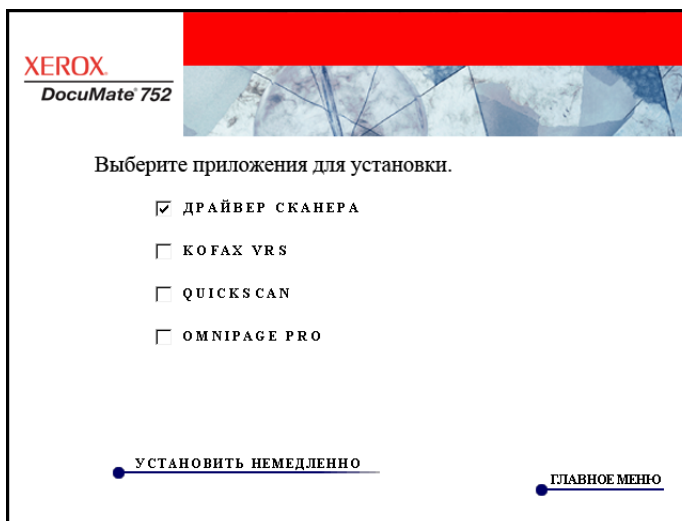 XEROX.
DocuMate® 752
Выберите приложения для установки.
ДРАЙВЕР СКАНЕРА
KOFAX VRS
QUICKSCAN
OMNIPAGE PRO
УСТАНОВИТЬ НЕМЕДЛЕННО
ГЛАВНОЕ МЕНЮ